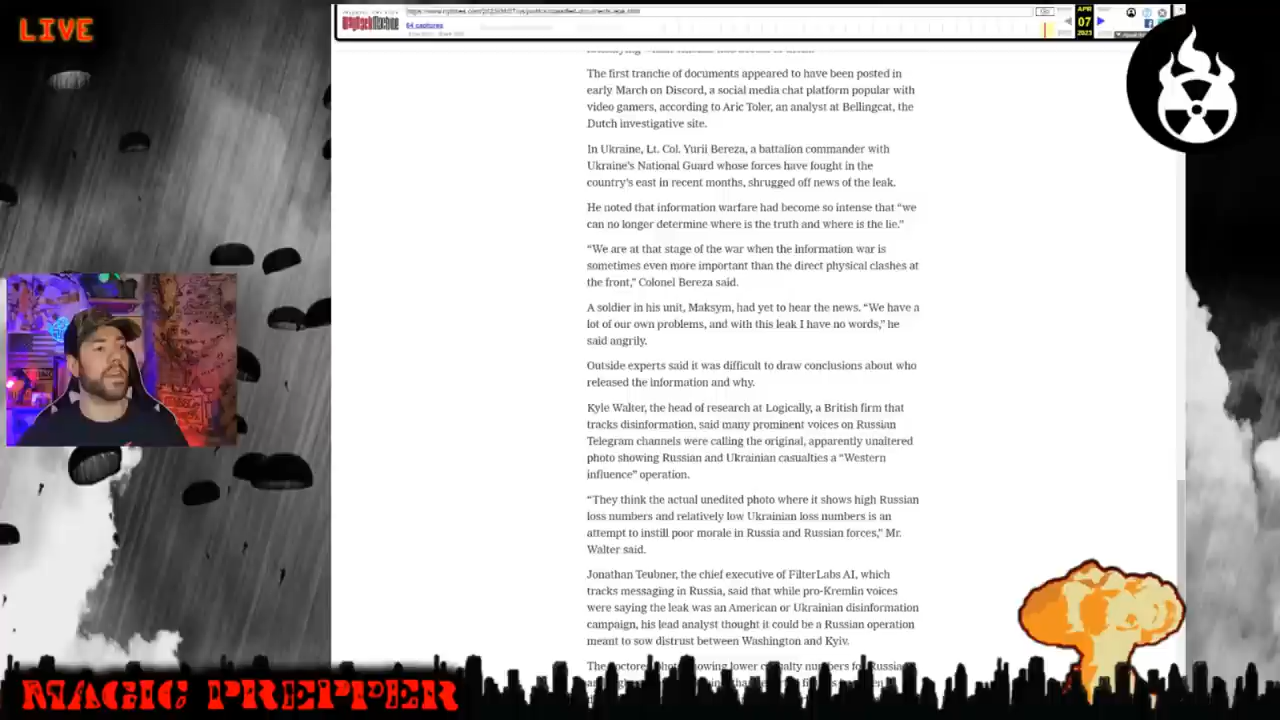 LIVE
64 captures
Go
APR
07
2023
The first tranche of documents appeared to have been posted in
early March on Discord, a social media chat platform popular with
video gamers, according to Aric Toler, an analyst at Bellingcat, the
Dutch investigative site.
In Ukraine, Lt. Col. Yurii Bereza, a battalion commander with
Ukraine's National Guard whose forces have fought in the
country's east in recent months, shrugged off news of the leak.
He noted that information warfare had become so intense that “we
can no longer determine where is the truth and where is the lie.”
“We are at that stage of the war when the information war is
sometimes even more important than the direct physical clashes at
the front,” Colonel Bereza said.
A soldier in his unit, Maksym, had yet to hear the news. “We have a
lot of our own problems, and with this leak I have no words,” he
said angrily.
Outside experts said it was difficult to draw conclusions about who
released the information and why.
Kyle Walter, the head of research at Logically, a British firm that
tracks disinformation, said many prominent voices on Russian
Telegram channels were calling the original, apparently unaltered
photo showing Russian and Ukrainian casualties a “Western
influence” operation.
“They think the actual unedited photo where it shows high Russian
loss numbers and relatively low Ukrainian loss numbers is an
attempt to instill poor morale in Russia and Russian forces,” Mr.
Walter said.
Jonathan Teubner, the chief executive of FilterLabs AI, which
tracks messaging in Russia, said that while pro-Kremlin voices
were saying the leak was an American or Ukrainian disinformation
campaign, his lead analyst thought it could be a Russian operation
meant to sow distrust between Washington and Kyiv.
MAGIC PREPPER